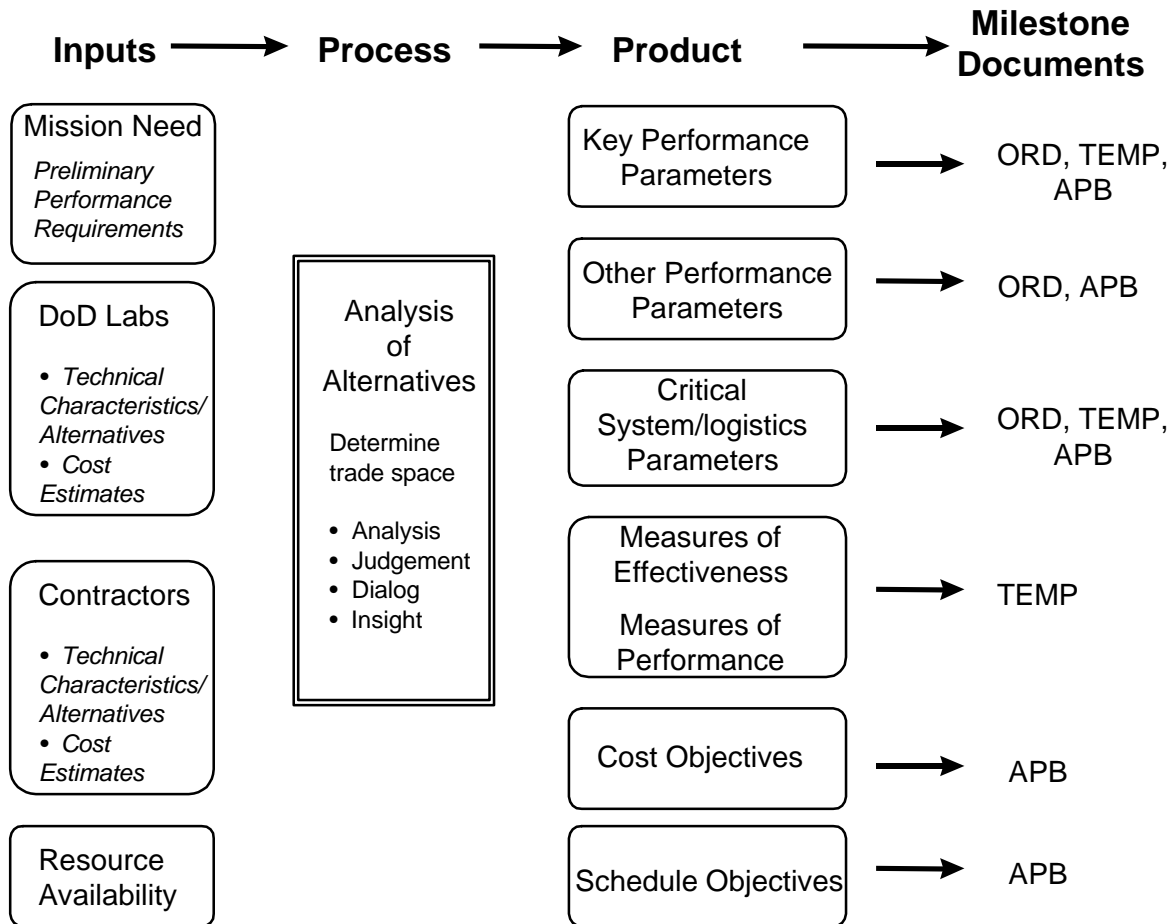 Inputs
Process
Product
Milestone
Documents
Mission Need
Preliminary
Performance
Requirements
DoD Labs
• Technical
Characteristics/
Alternatives
• Cost
Estimates
Contractors
• Technical
Characteristics/
Alternatives
• Cost
Estimates
Resource
Availability
Analysis
of
Alternatives
Determine
trade space
• Analysis
• Judgement
• Dialog
• Insight
Key Performance
Parameters
ORD, TEMP,
APB
Other Performance
Parameters
ORD, APB
Critical
System/logistics
Parameters
ORD, TEMP,
APB
Measures of
Effectiveness
Measures of
Performance
TEMP
Cost Objectives
APB
Schedule Objectives
APB